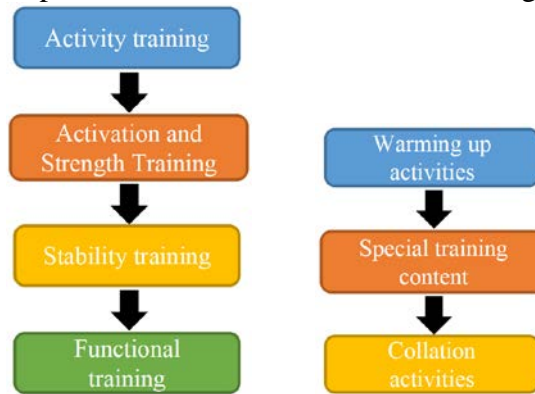 Activity training
Activation and
Strength Training
Stability training
Functional
training
Warming up
activities
Special training
content
Collation
activities